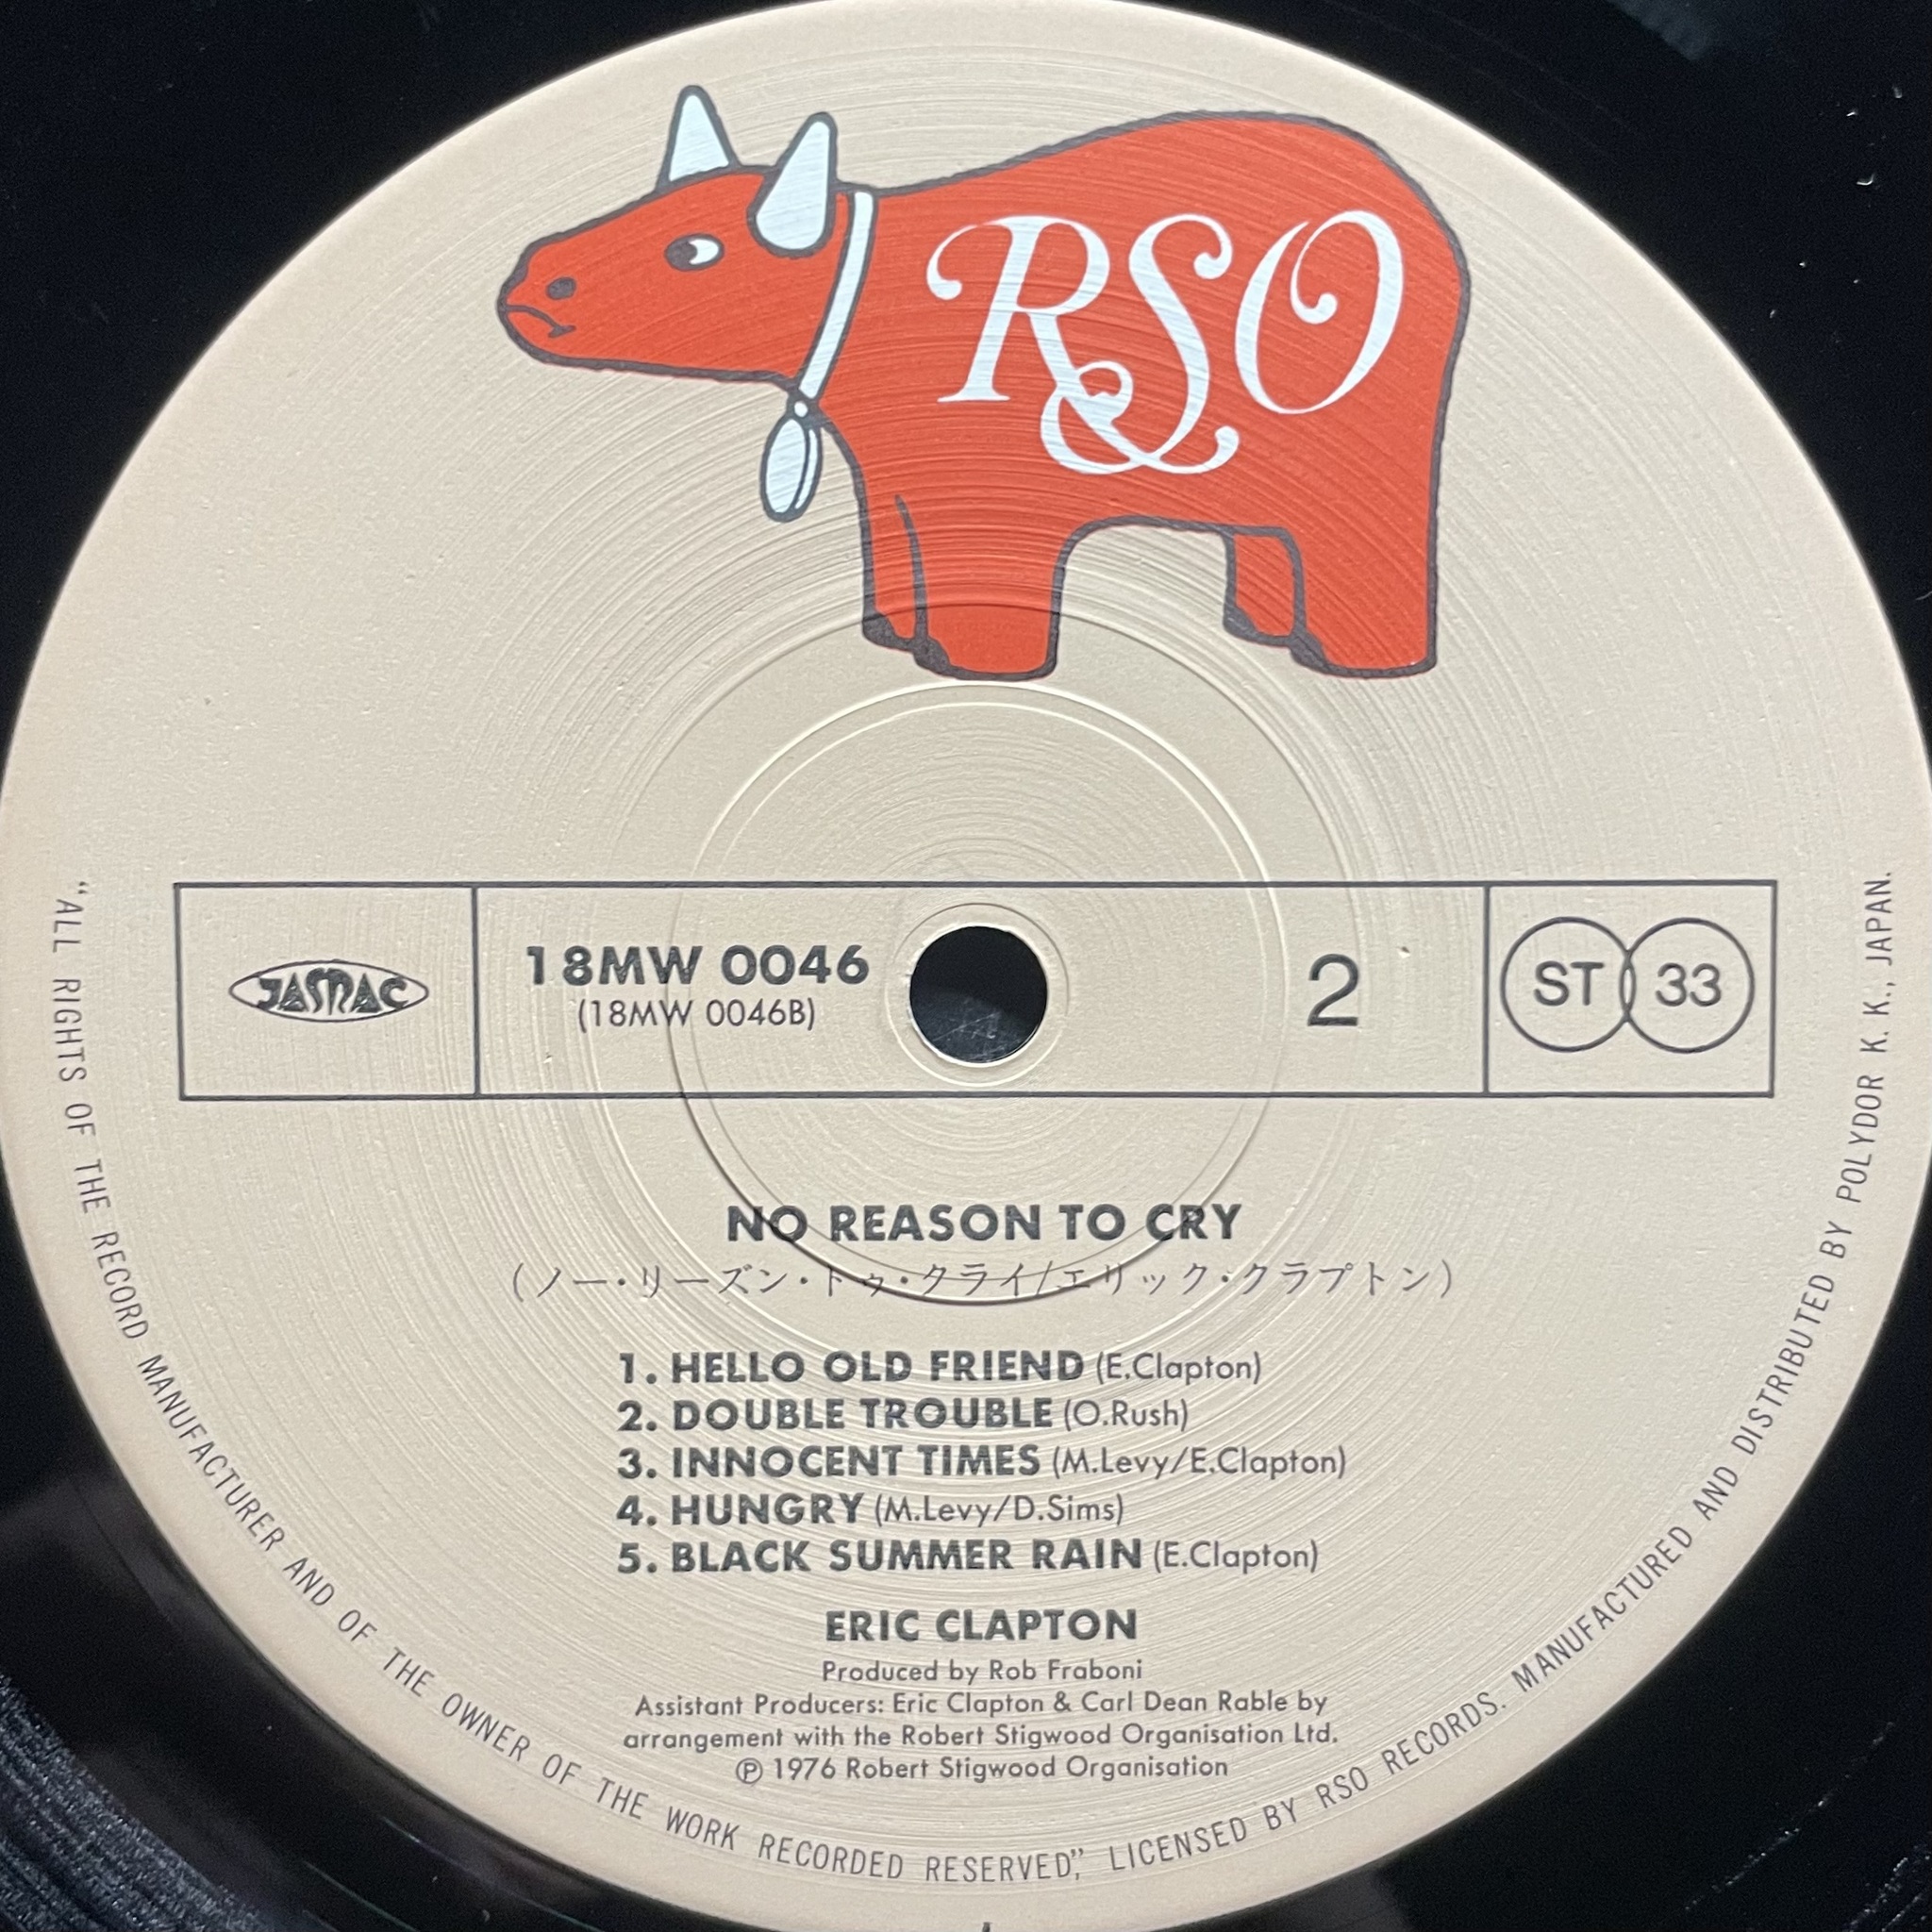 RSO
JASRAC
18MW 0046
(18MW 0046B)
2
ST 33
NO REASON TO CRY
(ノー・リーズン・トゥ・クライ/エリック・クラプトン)
1. HELLO OLD FRIEND (E.Clapton)
2. DOUBLE TROUBLE (O.Rush)
3. INNOCENT TIMES (M.Levy/E.Clapton)
4. HUNGRY (M.Levy/D.Sims)
5. BLACK SUMMER RAIN (E.Clapton)
ERIC CLAPTON
Produced by Rob Fraboni
Assistant Producers: Eric Clapton & Carl Dean Rable by
arrangement with the Robert Stigwood Organisation Ltd.
℗ 1976 Robert Stigwood Organisation
“ALL RIGHTS OF THE RECORD MANUFACTURER AND OF THE OWNER OF THE WORK RECORDED RESERVED,” LICENSED BY RSO RECORDS. MANUFACTURED AND DISTRIBUTED BY POLYDOR K. K., JAPAN.